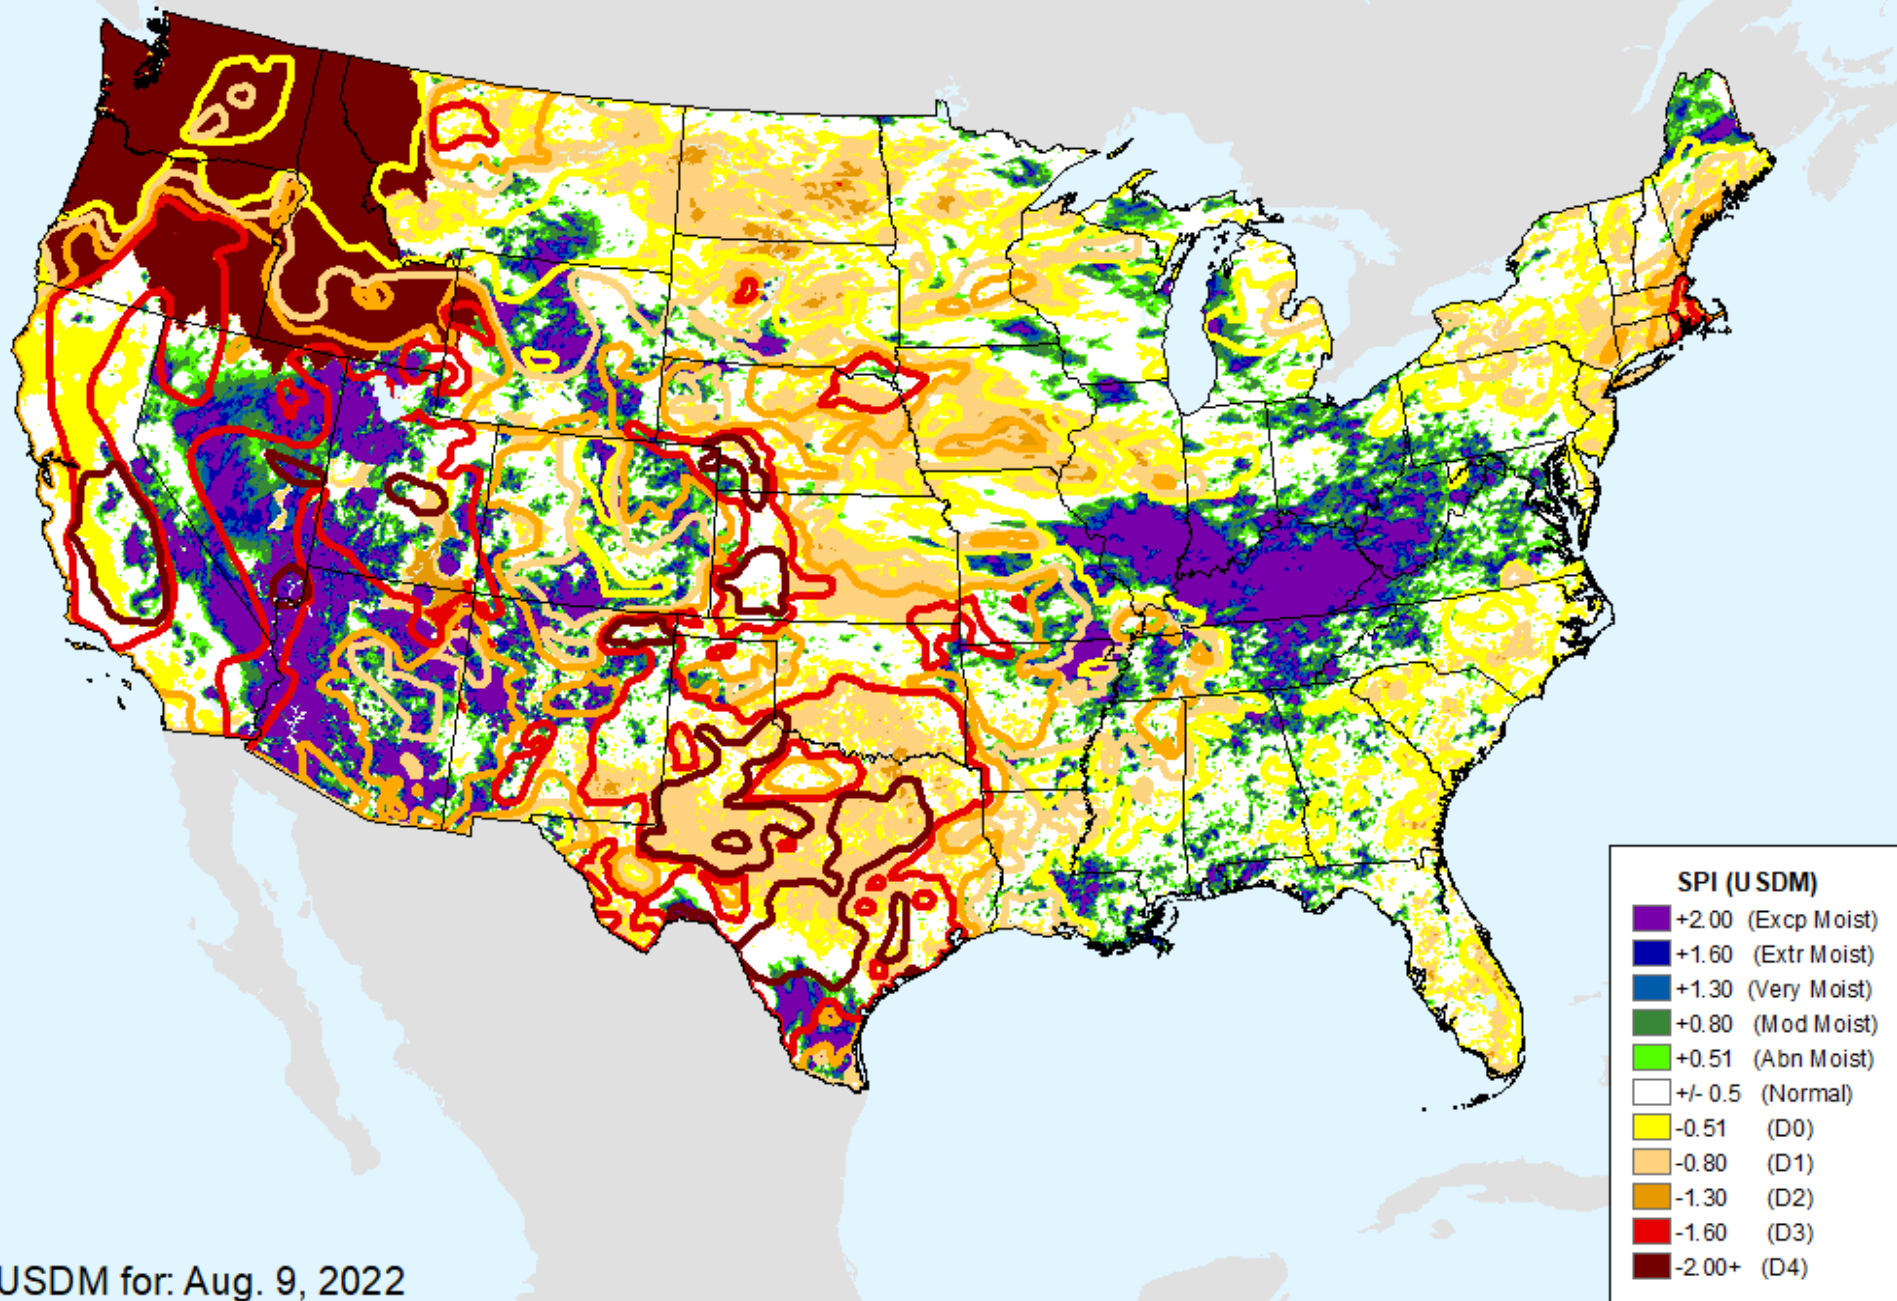 SPI (USDM)
+2.00 (Excp Moist)
+1.60 (Extr Moist)
+1.30 (Very Moist)
+0.80 (Mod Moist)
+0.51 (Abn Moist)
+/- 0.5 (Normal)
-0.51 (D0)
-0.80 (D1)
-1.30 (D2)
-1.60 (D3)
-2.00+ (D4)
USDM for: Aug. 9, 2022